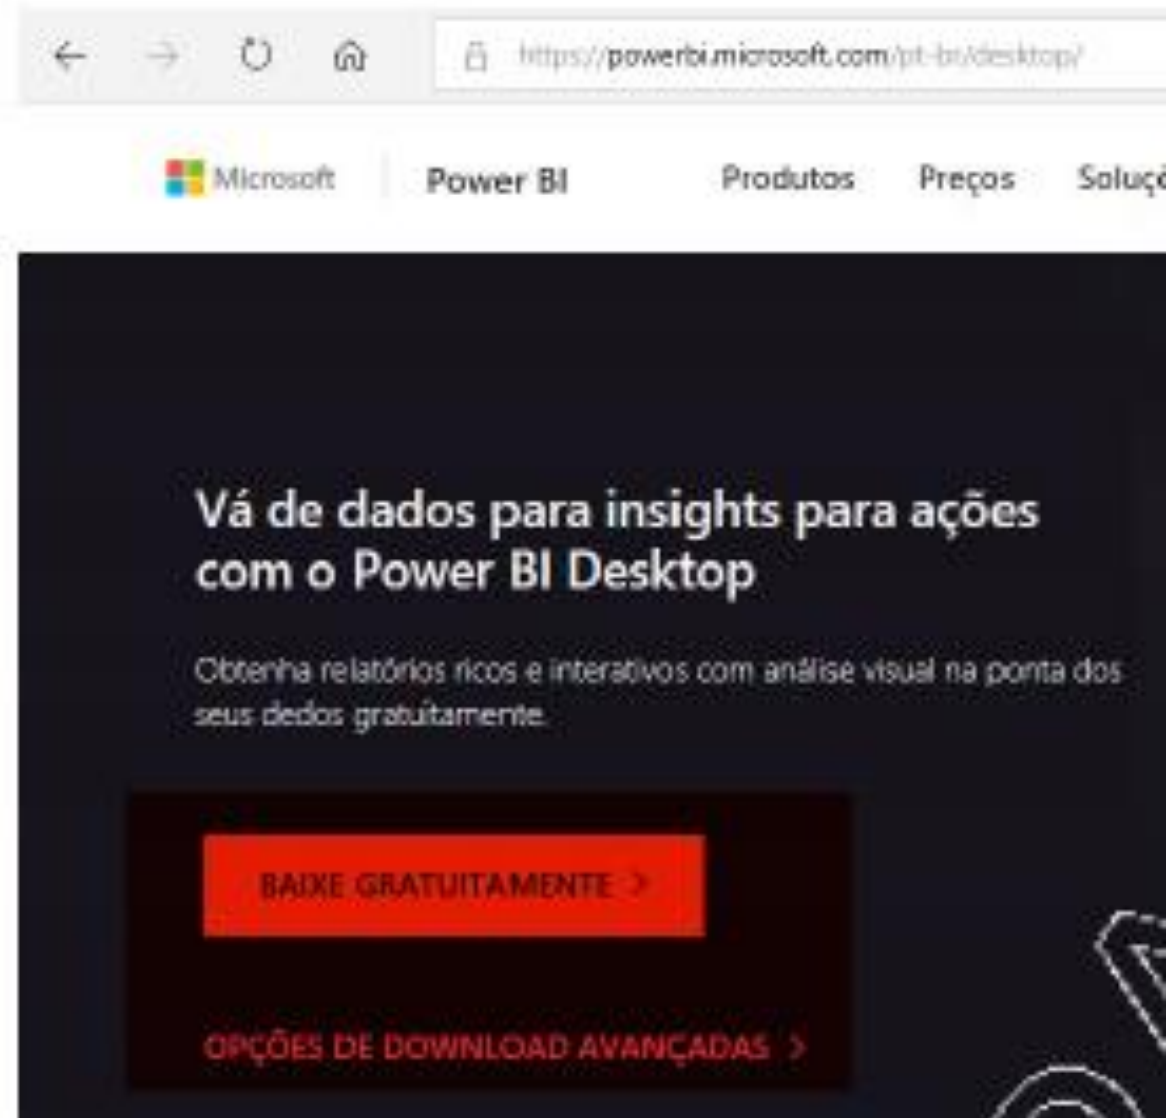 https://powerbi.microsoft.com/pt-br/desktop/
Microsoft Power BI Produtos Preços Soluçõ
Vá de dados para insights para ações
com o Power BI Desktop
Obtenha relatórios ricos e interativos com análise visual na ponta dos
seus dedos gratuitamente.
BAIXE GRATUITAMENTE >
OPÇÕES DE DOWNLOAD AVANÇADAS >